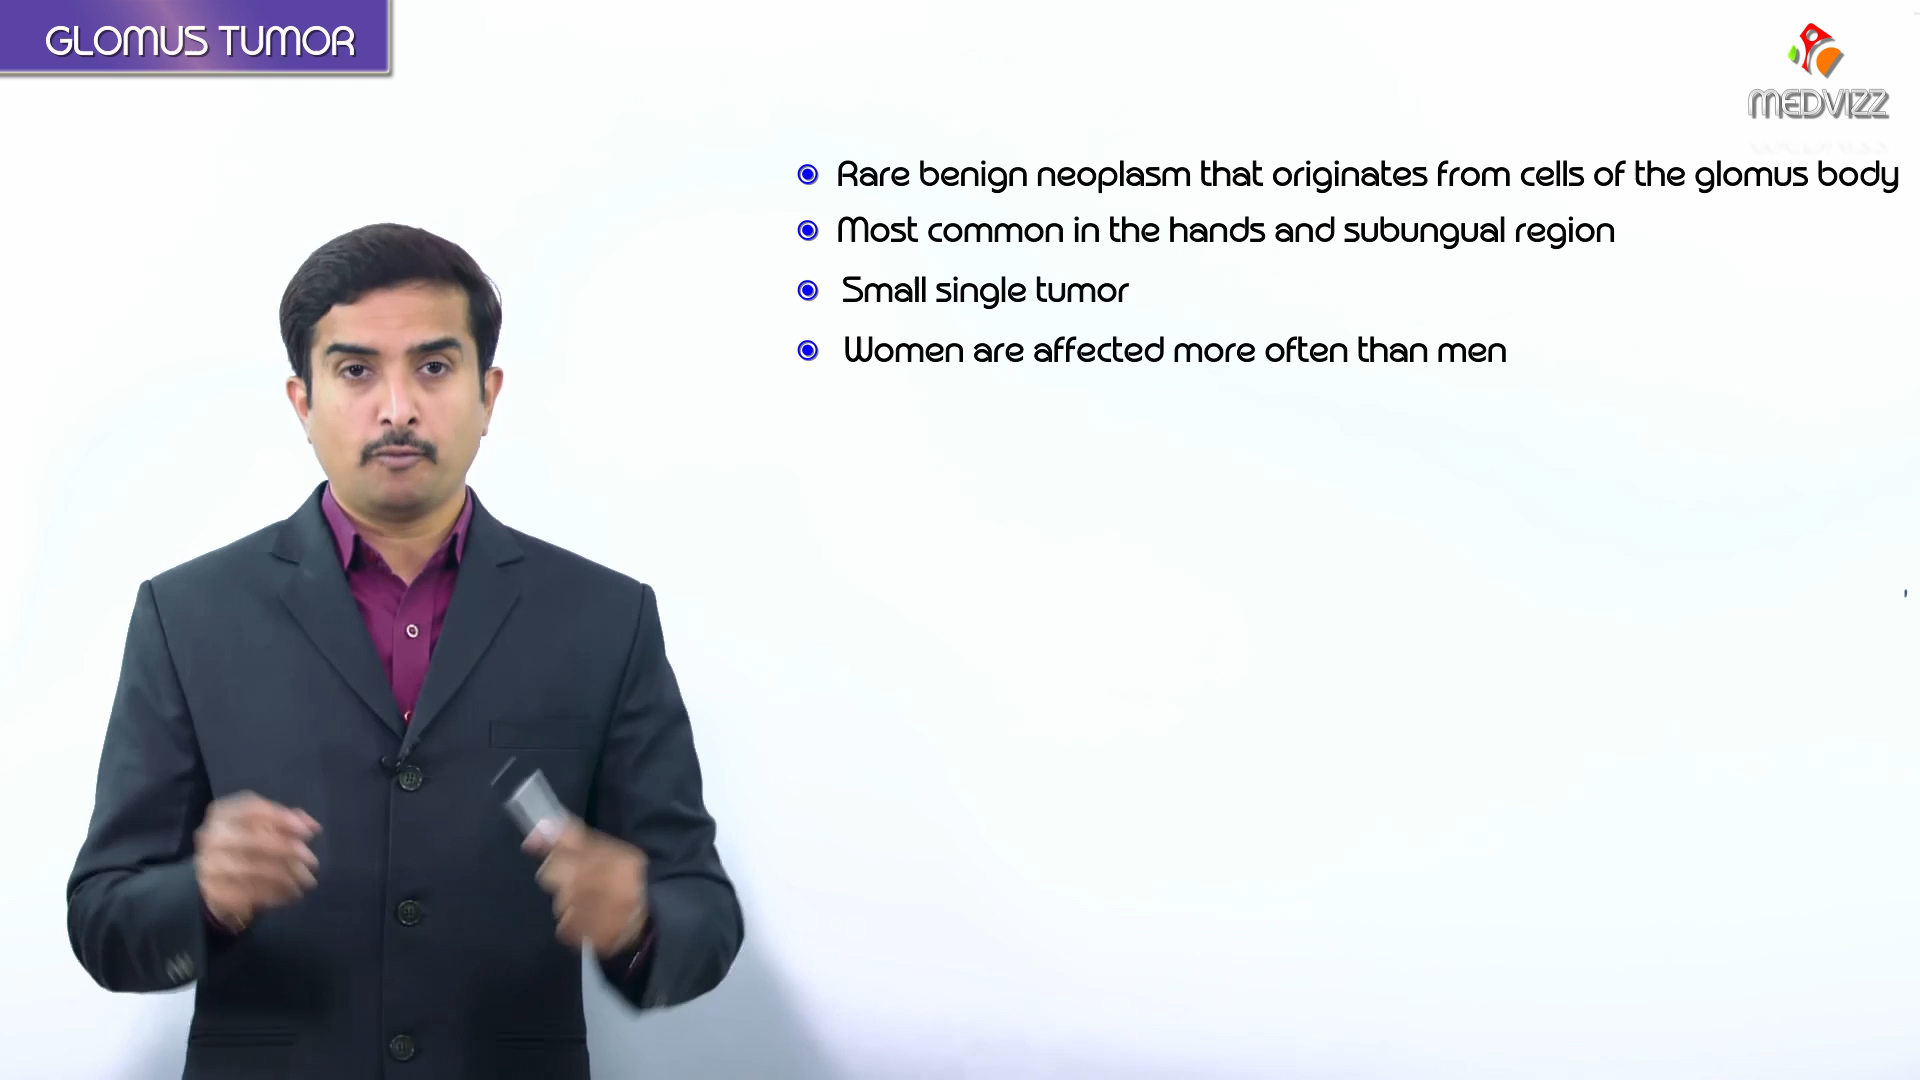 GLOMUS TUMOR
MEDVIZZ
Rare benign neoplasm that originates from cells of the glomus body
Most common in the hands and subungual region
Small single tumor
Women are affected more often than men